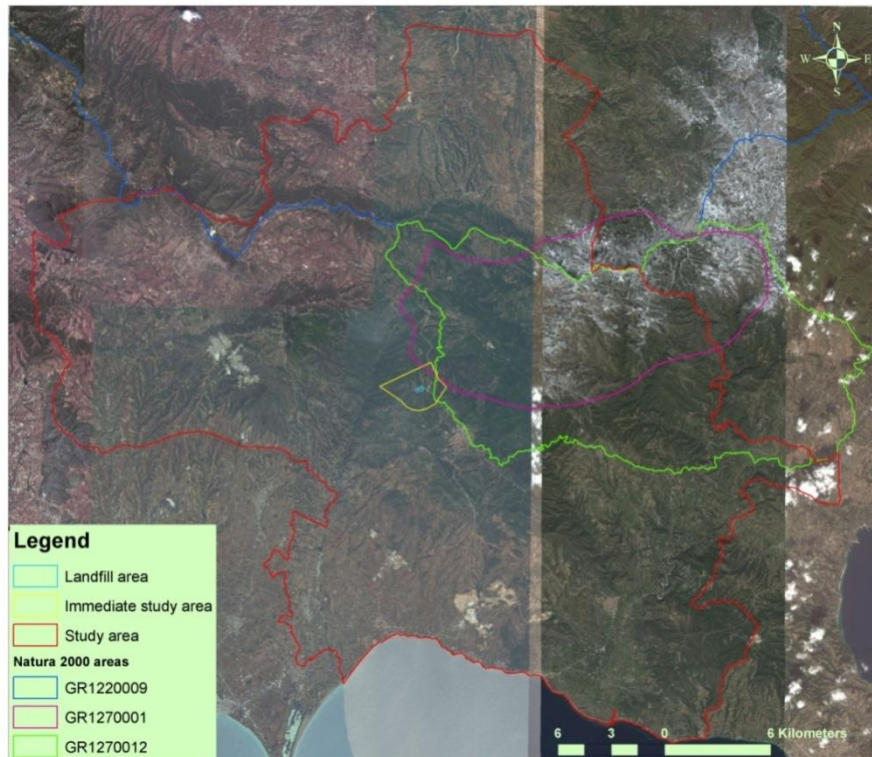 N
W E
S
Legend
Landfill area
Immediate study area
Study area
Natura 2000 areas
GR1220009
GR1270001
GR1270012
6 3 0 6 Kilometers